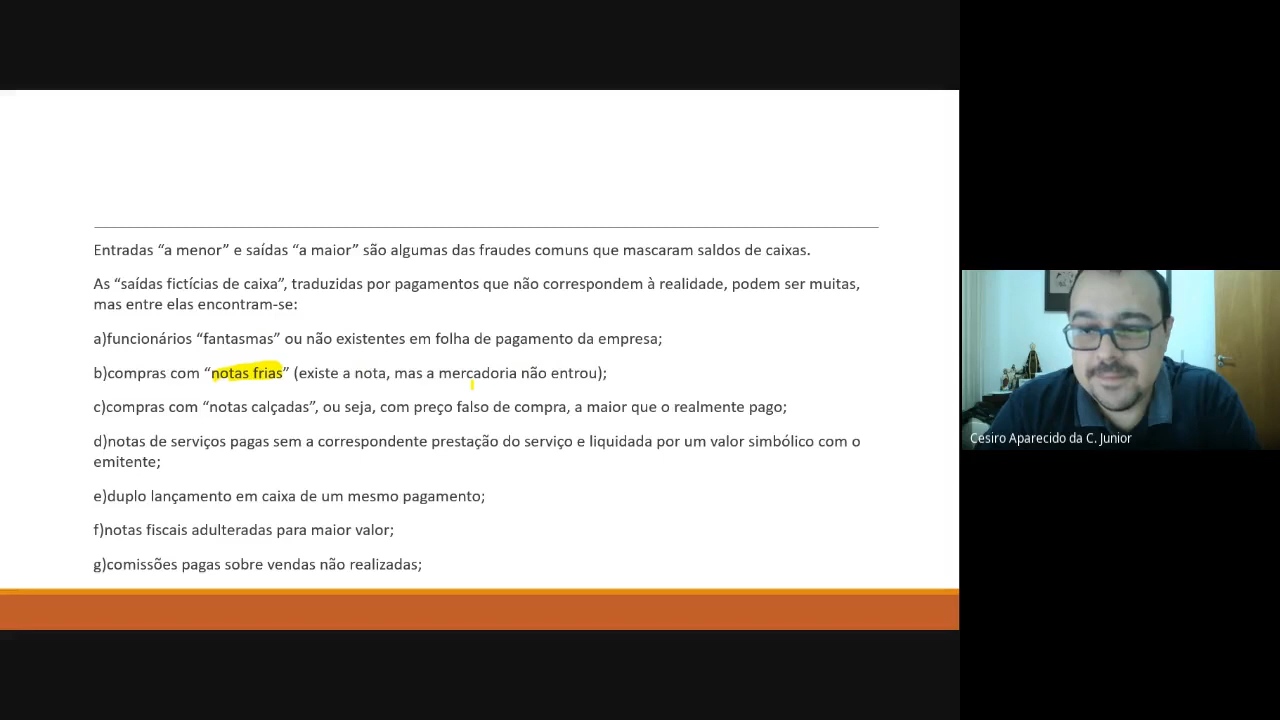 Entradas “a menor” e saídas “a maior” são algumas das fraudes comuns que mascaram saldos de caixas.
As “saídas fictícias de caixa”, traduzidas por pagamentos que não correspondem à realidade, podem ser muitas,
mas entre elas encontram-se:
a)funcionários “fantasmas” ou não existentes em folha de pagamento da empresa;
b)compras com “notas frias” (existe a nota, mas a mercadoria não entrou);
c)compras com “notas calçadas”, ou seja, com preço falso de compra, a maior que o realmente pago;
d)notas de serviços pagas sem a correspondente prestação do serviço e liquidada por um valor simbólico com o
emitente;
e)duplo lançamento em caixa de um mesmo pagamento;
f)notas fiscais adulteradas para maior valor;
g)comissões pagas sobre vendas não realizadas;
Cesiro Aparecido da C. Junior